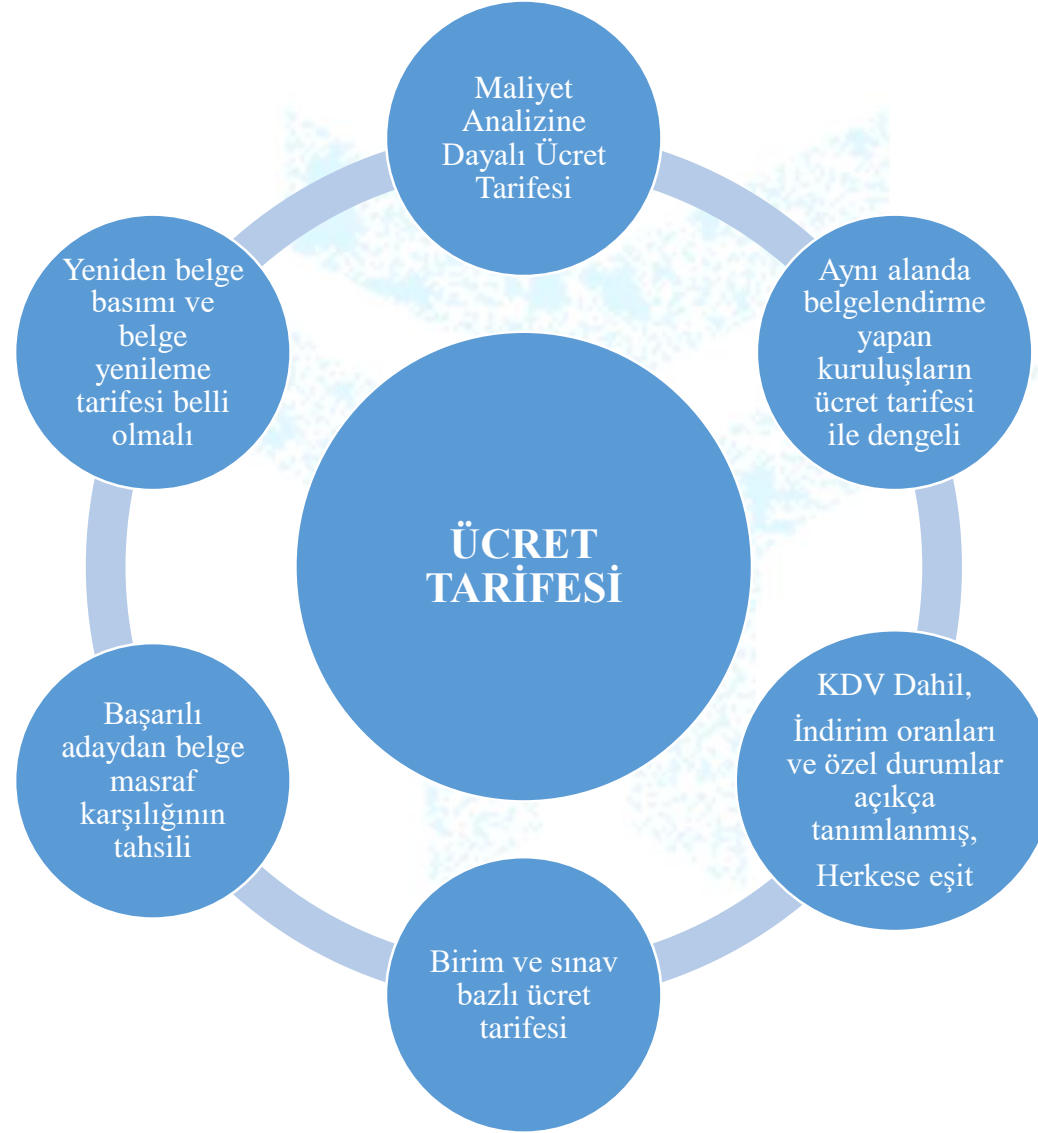 Maliyet
Analizine
Dayalı Ücret
Tarifesi
Aynı alanda
belgelendirme
yapan
kuruluşların
ücret tarifesi
ile dengeli
KDV Dahil,
İndirim oranları
ve özel durumlar
açıkça
tanımlanmış,
Herkese eşit
Birim ve sınav
bazlı ücret
tarifesi
Başarılı
adaydan belge
masraf
karşılığının
tahsili
Yeniden belge
basımı ve
belge
yenileme
tarifesi belli
olmalı
ÜCRET
TARİFESİ